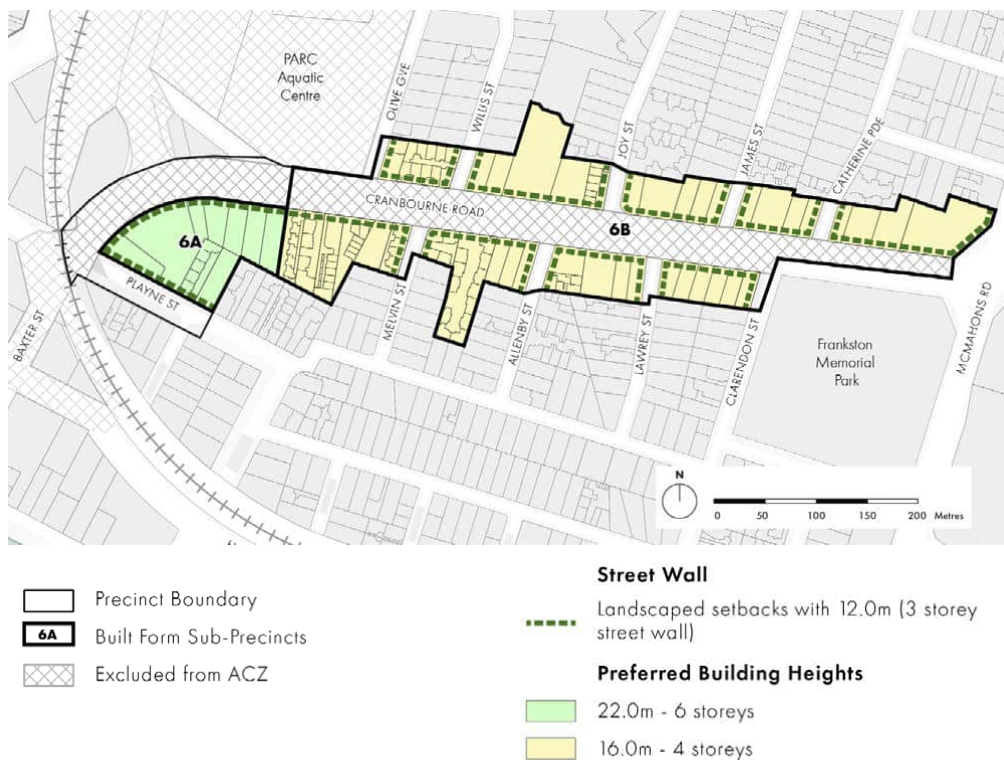 PARC
Aquatic
Centre
OLIVE GVE
WILLIS ST
JOY ST
JAMES ST
CATHERINE PDE
CRANBOURNE ROAD
6B
6A
PLAYNE ST
BAXTER ST
MELVIN ST
ALLENBY ST
LAWREY ST
CLARENDON ST
MCMAHONS RD
Frankston
Memorial
Park
N
0 50 100 150 200 Metres
Precinct Boundary
6A Built Form Sub-Precincts
Excluded from ACZ
Street Wall
Landscaped setbacks with 12.0m (3 storey
street wall)
Preferred Building Heights
22.0m - 6 storeys
16.0m - 4 storeys